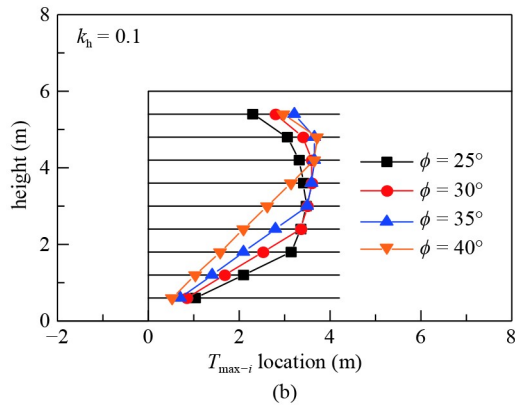 (b)
8
6
4
2
0
height (m)
k_h = 0.1
ϕ = 25°
ϕ = 30°
ϕ = 35°
ϕ = 40°
−2 0 2 4 6 8
T_max−i location (m)
(b)